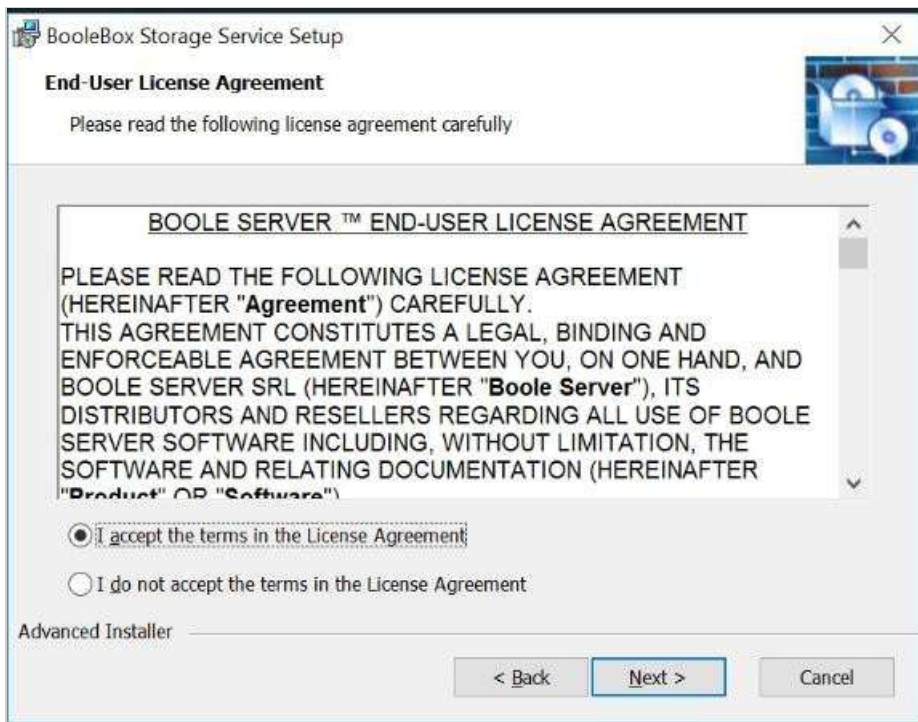 BooleBox Storage Service Setup
End-User License Agreement
Please read the following license agreement carefully
BOOLE SERVER ™ END-USER LICENSE AGREEMENT
PLEASE READ THE FOLLOWING LICENSE AGREEMENT
(HEREINAFTER "Agreement") CAREFULLY.
THIS AGREEMENT CONSTITUTES A LEGAL, BINDING AND
ENFORCEABLE AGREEMENT BETWEEN YOU, ON ONE HAND, AND
BOOLE SERVER SRL (HEREINAFTER "Boole Server"), ITS
DISTRIBUTORS AND RESELLERS REGARDING ALL USE OF BOOLE
SERVER SOFTWARE INCLUDING, WITHOUT LIMITATION, THE
SOFTWARE AND RELATING DOCUMENTATION (HEREINAFTER
"Product" OR "Software")
I accept the terms in the License Agreement
I do not accept the terms in the License Agreement
Advanced Installer
< Back
Next >
Cancel